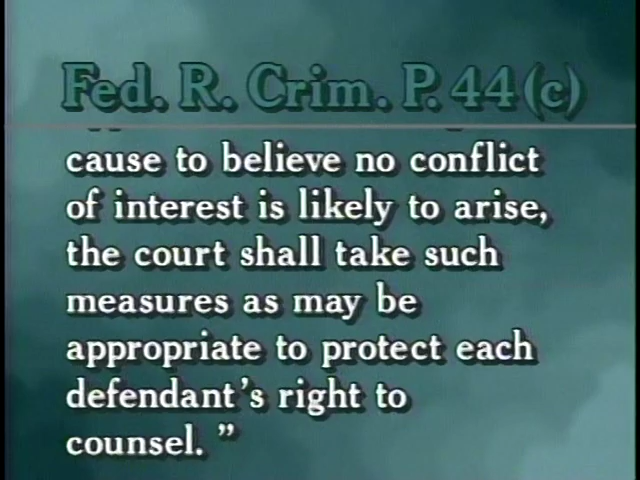 Fed. R. Crim. P. 44(c)
cause to believe no conflict
of interest is likely to arise,
the court shall take such
measures as may be
appropriate to protect each
defendant's right to
counsel. ”